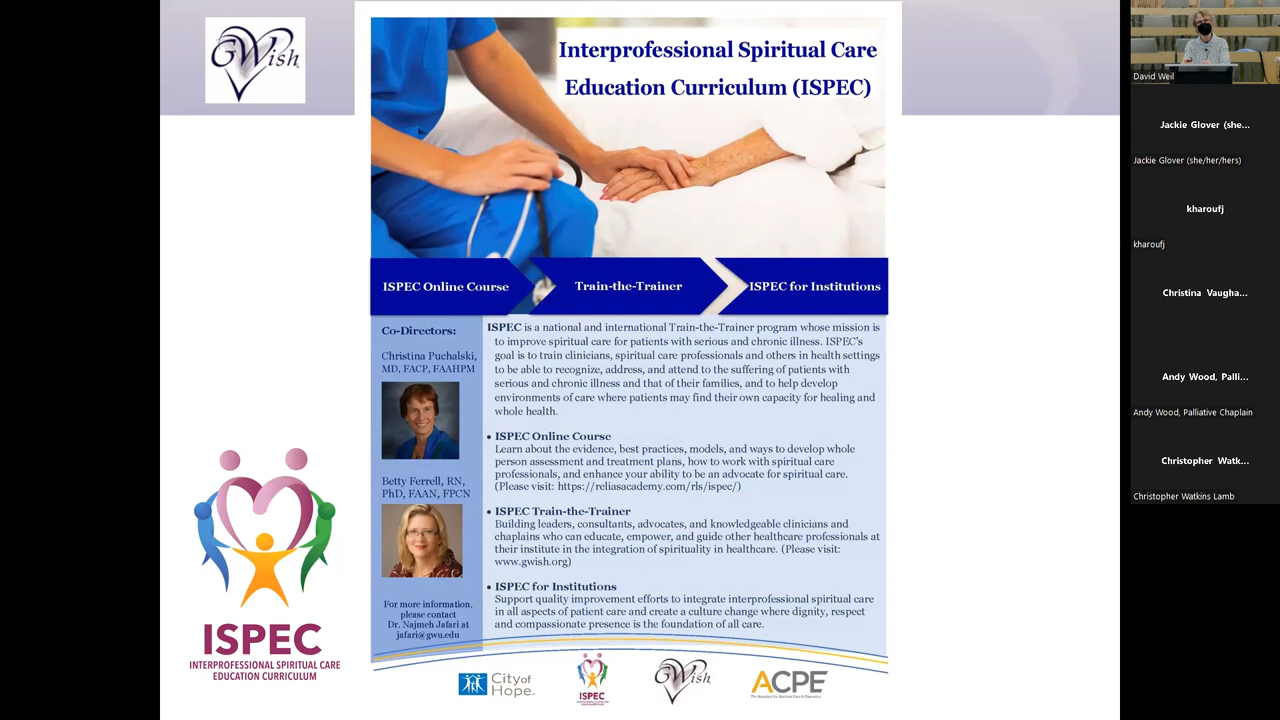 GWish
Interprofessional Spiritual Care
Education Curriculum (ISPEC)
ISPEC Online Course
Train-the-Trainer
ISPEC for Institutions
Co-Directors:
Christina Puchalski,
MD, FACP, FAAHPM
Betty Ferrell, RN,
PhD, FAAN, FPCN
For more information,
please contact
Dr. Najmeh Jafari at
jafari@gwu.edu
ISPEC is a national and international Train-the-Trainer program whose mission is
to improve spiritual care for patients with serious and chronic illness. ISPEC's
goal is to train clinicians, spiritual care professionals and others in health settings
to be able to recognize, address, and attend to the suffering of patients with
serious and chronic illness and that of their families, and to help develop
environments of care where patients may find their own capacity for healing and
whole health.
• ISPEC Online Course
Learn about the evidence, best practices, models, and ways to develop whole
person assessment and treatment plans, how to work with spiritual care
professionals, and enhance your ability to be an advocate for spiritual care.
(Please visit: https://reliasacademy.com/rls/ispec/)
• ISPEC Train-the-Trainer
Building leaders, consultants, advocates, and knowledgeable clinicians and
chaplains who can educate, empower, and guide other healthcare professionals at
their institute in the integration of spirituality in healthcare. (Please visit:
www.gwish.org)
• ISPEC for Institutions
Support quality improvement efforts to integrate interprofessional spiritual care
in all aspects of patient care and create a culture change where dignity, respect
and compassionate presence is the foundation of all care.
ISPEC
INTERPROFESSIONAL SPIRITUAL CARE
EDUCATION CURRICULUM
City of
Hope
ISPEC
GWish
ACPE
David Weil
Jackie Glover (she...
Jackie Glover (she/her/hers)
kharoufj
kharoufj
Christina Vaugha...
Andy Wood, Palli...
Andy Wood, Palliative Chaplain
Christopher Watk...
Christopher Watkins Lamb